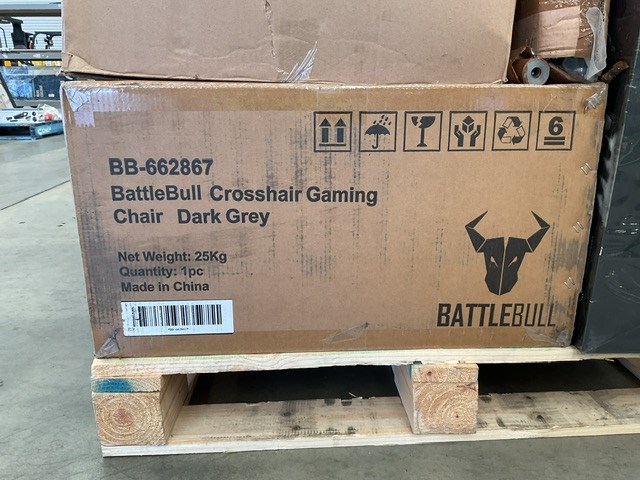 6
BB-662867
BattleBull Crosshair Gaming
Chair Dark Grey
Net Weight: 25Kg
Quantity: 1pc
Made in China
BATTLEBULL